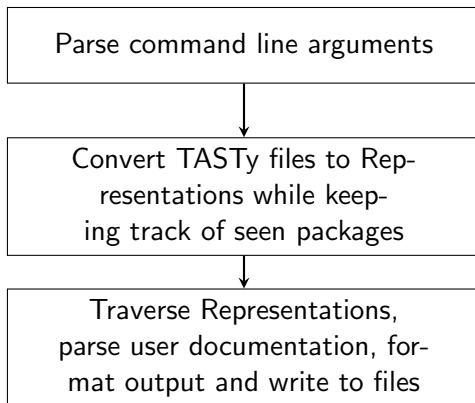 Parse command line arguments
Convert TASTy files to Rep-
resentations while keep-
ing track of seen packages
Traverse Representations,
parse user documentation, for-
mat output and write to files